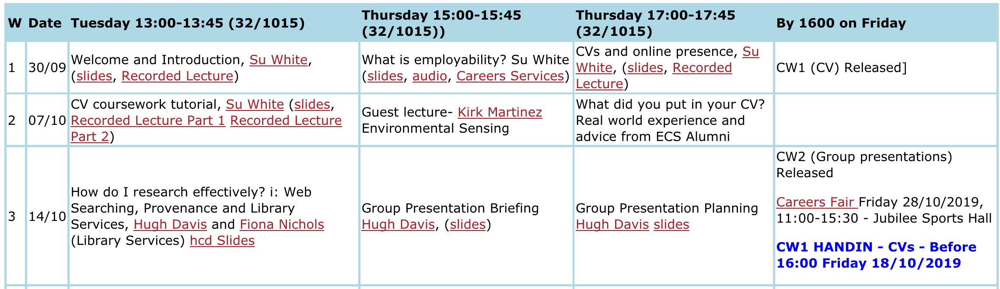 W Date Tuesday 13:00-13:45 (32/1015)
Thursday 15:00-15:45
(32/1015))
Thursday 17:00-17:45
(32/1015)
By 1600 on Friday
1
30/09
Welcome and Introduction, Su White,
(slides, Recorded Lecture)
What is employability? Su White
(slides, audio, Careers Services)
CVs and online presence, Su
White, (slides, Recorded
Lecture)
CW1 (CV) Released]
2
07/10
CV coursework tutorial, Su White (slides,
Recorded Lecture Part 1 Recorded Lecture
Part 2)
Guest lecture- Kirk Martinez
Environmental Sensing
What did you put in your CV?
Real world experience and
advice from ECS Alumni
3
14/10
How do I research effectively? i: Web
Searching, Provenance and Library
Services, Hugh Davis and Fiona Nichols
(Library Services) hcd Slides
Group Presentation Briefing
Hugh Davis, (slides)
Group Presentation Planning
Hugh Davis slides
CW2 (Group presentations)
Released
Careers Fair Friday 28/10/2019,
11:00-15:30 - Jubilee Sports Hall
CW1 HANDIN - CVs - Before
16:00 Friday 18/10/2019